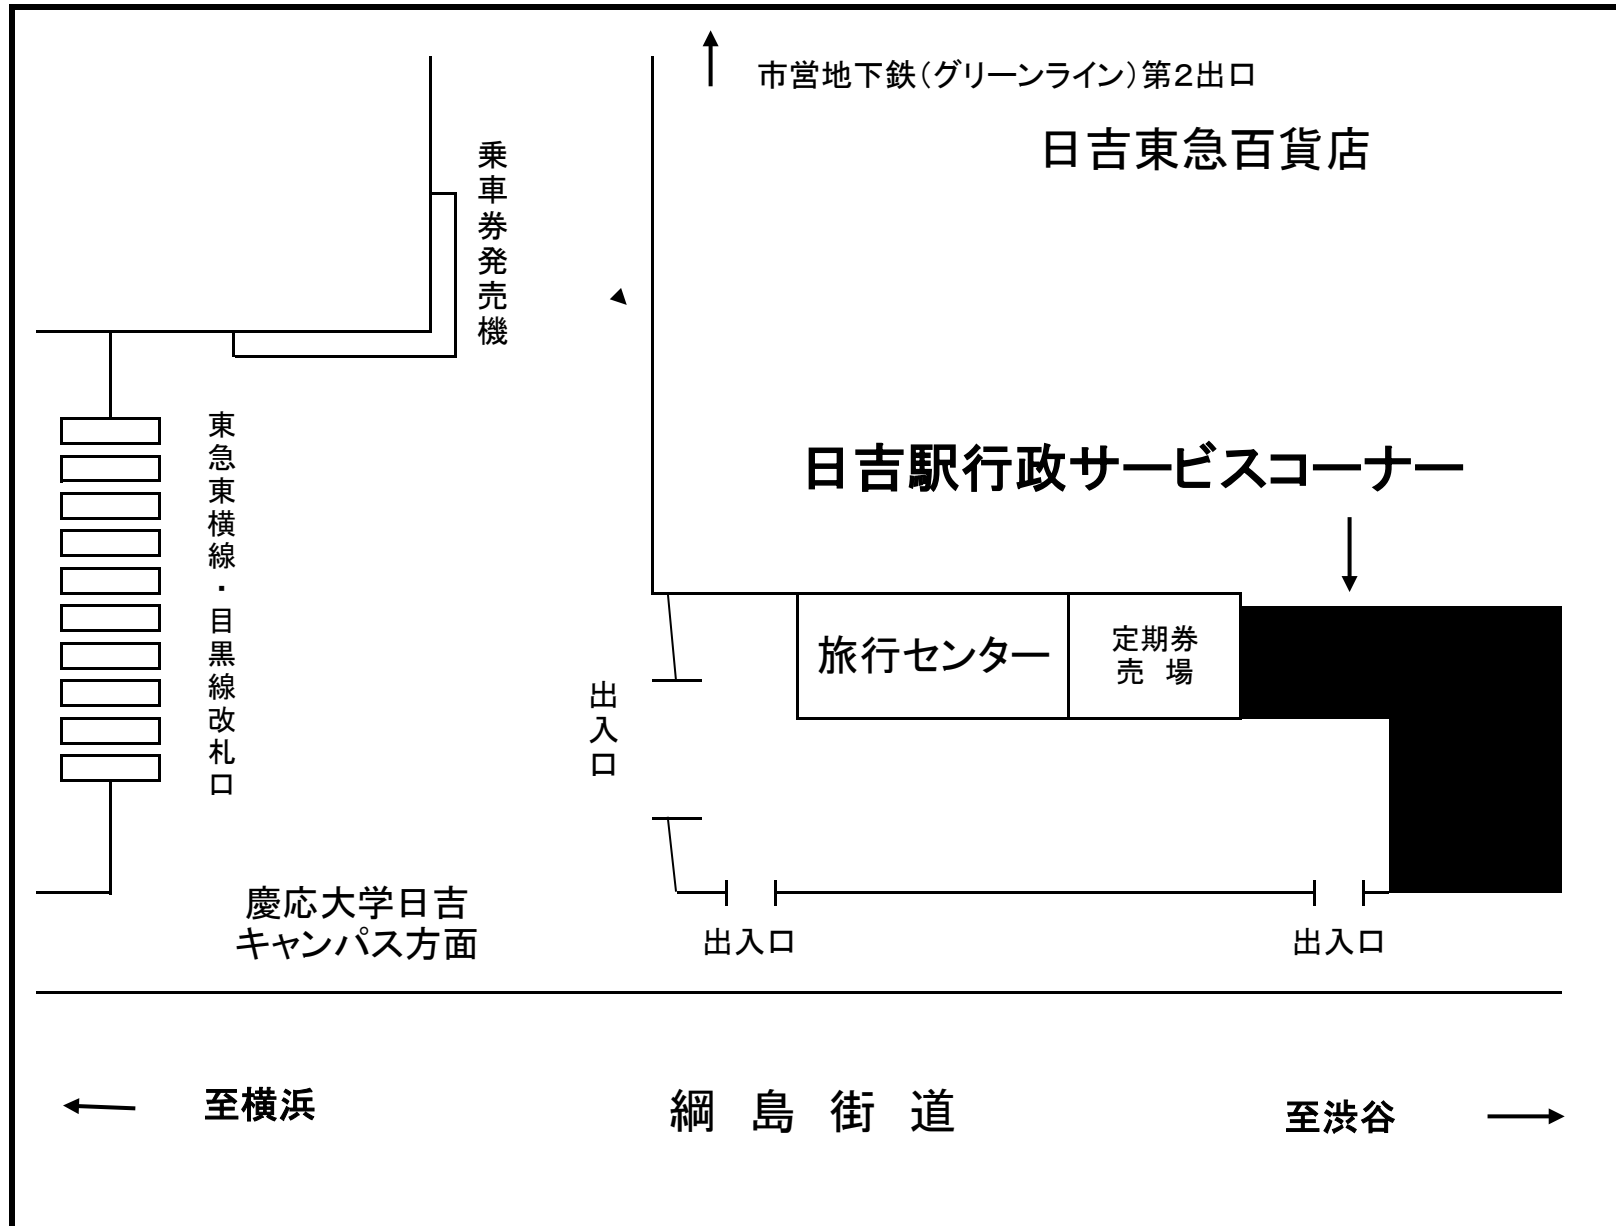 市営地下鉄(グリーンライン)第2出口
日吉東急百貨店
乗車券発売機
東急東横線・目黒線改札口
日吉駅行政サービスコーナー
旅行センター
定期券
売 場
出入口
慶応大学日吉
キャンパス方面
出入口
出入口
至横浜
綱 島 街 道
至渋谷